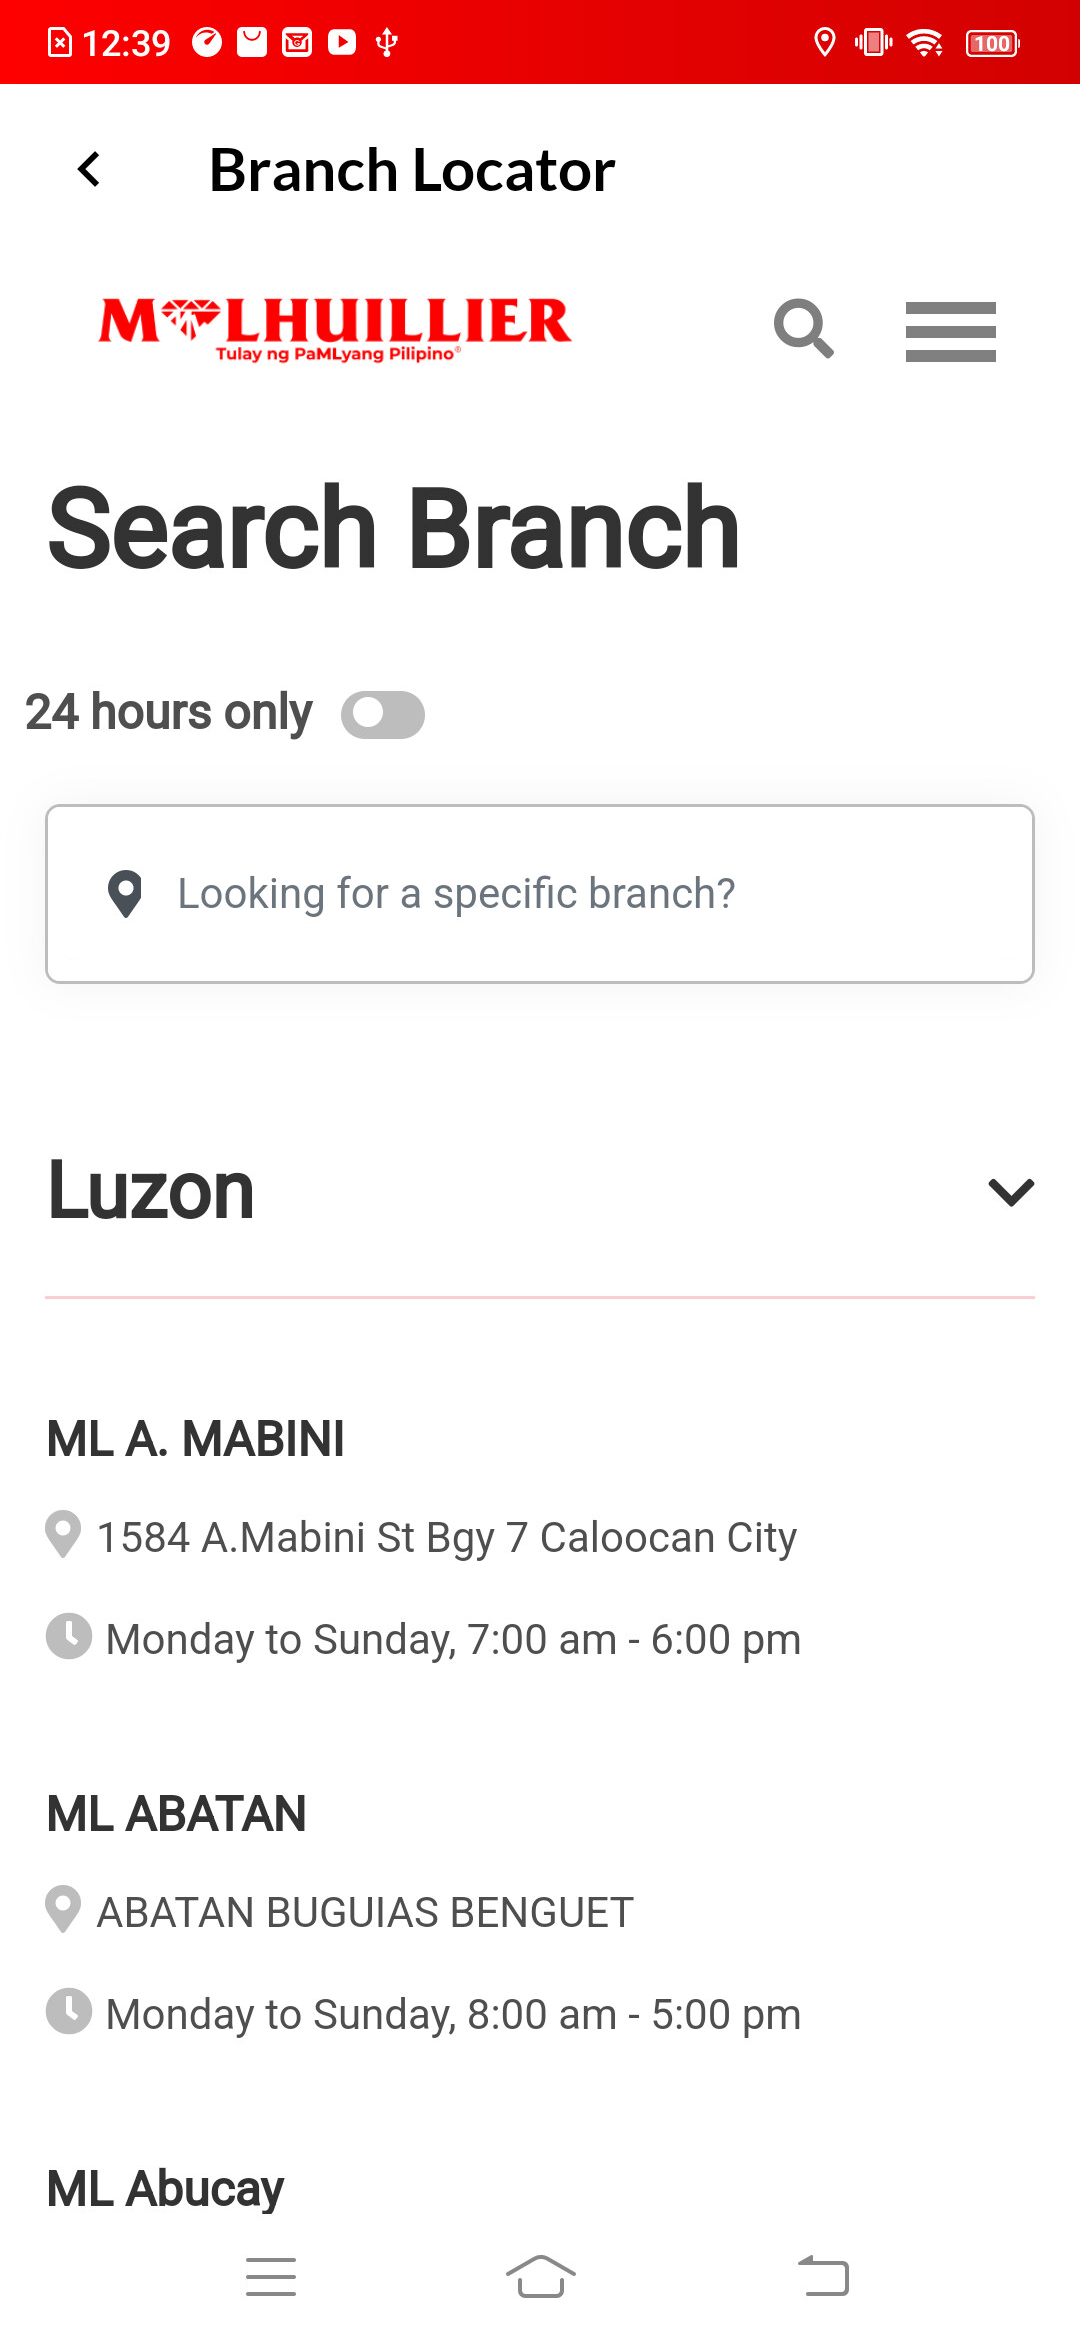 12:39
100
Branch Locator
M LHUILLIER
Tulay ng PaMLyang Pilipino®
Search Branch
24 hours only
Looking for a specific branch?
Luzon
ML A. MABINI
1584 A.Mabini St Bgy 7 Caloocan City
Monday to Sunday, 7:00 am - 6:00 pm
ML ABATAN
ABATAN BUGUIAS BENGUET
Monday to Sunday, 8:00 am - 5:00 pm
ML Abucay